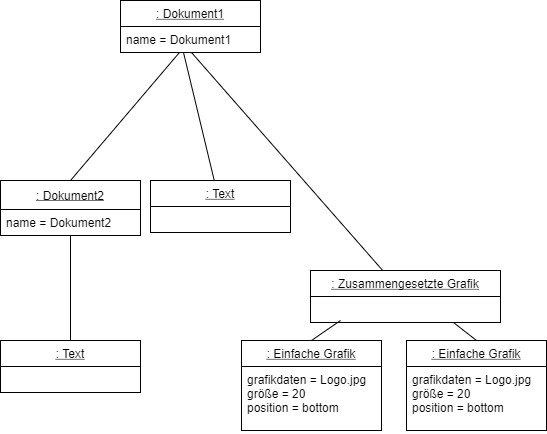 : Dokument1
name = Dokument1
: Dokument2
name = Dokument2
: Text
: Zusammengesetzte Grafik
: Text
: Einfache Grafik
grafikdaten = Logo.jpg
größe = 20
position = bottom
: Einfache Grafik
grafikdaten = Logo.jpg
größe = 20
position = bottom